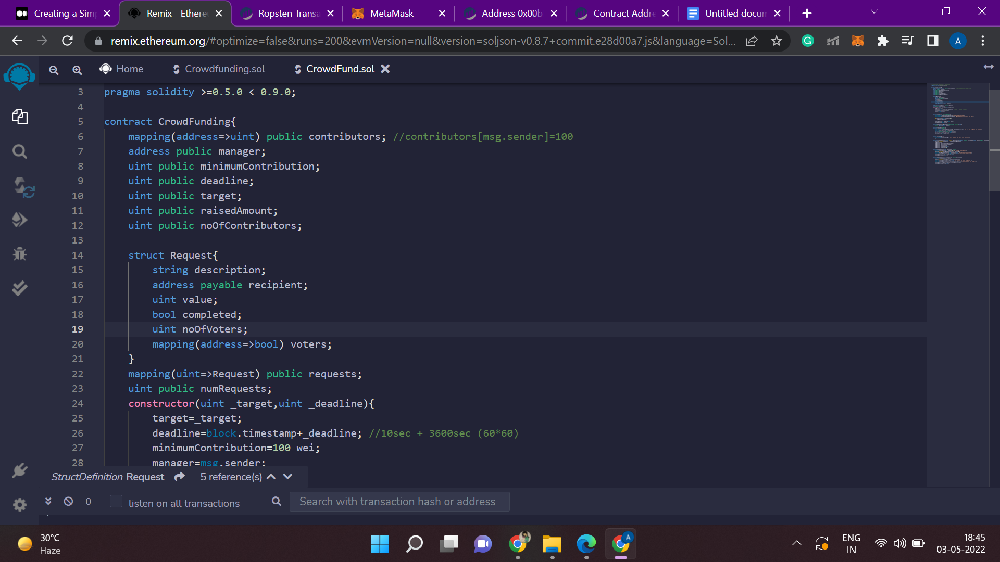 Creating a Sim
Remix - Ethere
Ropsten Transa
MetaMask
Address 0x00b
Contract Addre
Untitled docum
remix.ethereum.org/#optimize=false&runs=200&evmVersion=null&version=soljson-v0.8.7+commit.e28d00a7.js&language=Sol...
G
A
Home
Crowdfunding.sol
CrowdFund.sol
3 pragma solidity >=0.5.0 < 0.9.0;
4
5 contract CrowdFunding{
6 mapping(address=>uint) public contributors; //contributors[msg.sender]=100
7 address public manager;
8 uint public minimumContribution;
9 uint public deadline;
10 uint public target;
11 uint public raisedAmount;
12 uint public noOfContributors;
13
14 struct Request{
15 string description;
16 address payable recipient;
17 uint value;
18 bool completed;
19 uint noOfVoters;
20 mapping(address=>bool) voters;
21 }
22 mapping(uint=>Request) public requests;
23 uint public numRequests;
24 constructor(uint _target,uint _deadline){
25 target=_target;
26 deadline=block.timestamp+_deadline; //10sec + 3600sec (60*60)
27 minimumContribution=100 wei;
28 manager=msg.sender;
StructDefinition Request 5 reference(s)
0 listen on all transactions Search with transaction hash or address
30°C
Haze
A
ENG
IN
18:45
03-05-2022